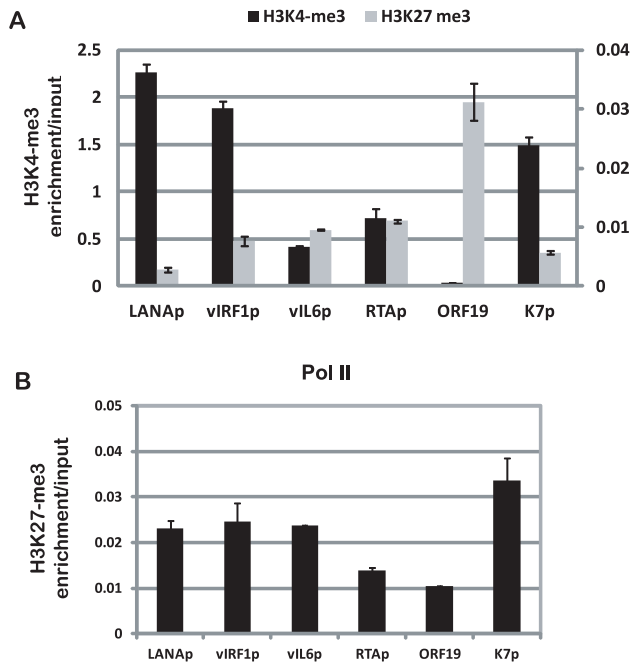 A
H3K4-me3 H3K27 me3
H3K4-me3
enrichment/input
2.5
2
1.5
1
0.5
0
0.04
0.03
0.02
0.01
0
LANAp vIRF1p vIL6p RTAp ORF19 K7p
B
Pol II
H3K27-me3
enrichment/input
0.05
0.04
0.03
0.02
0.01
0
LANAp vIRF1p vIL6p RTAp ORF19 K7p